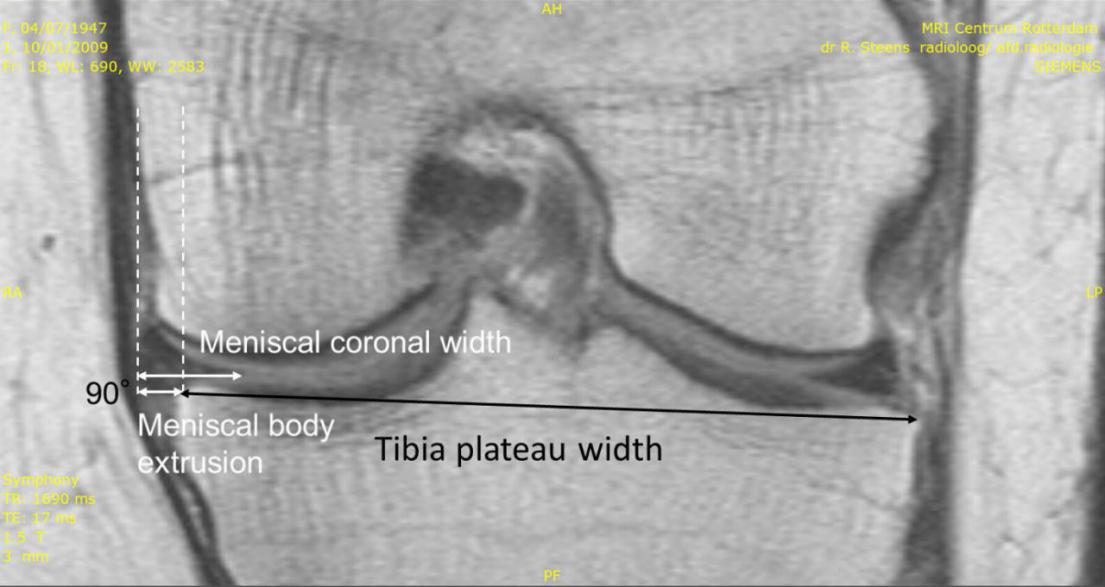 AH
F, 04/07/1947
1, 10/01/2009
Fr: 18, WL: 690, WW: 2583
MRI Centrum Rotterdam
dr R. Steens radioloog/ afd.radiologie
SIEMENS
RA
LP
Meniscal coronal width
90°
Meniscal body
extrusion
Tibia plateau width
Symphony
TR: 1690 ms
TE: 17 ms
1.5 T
3 mm
PF